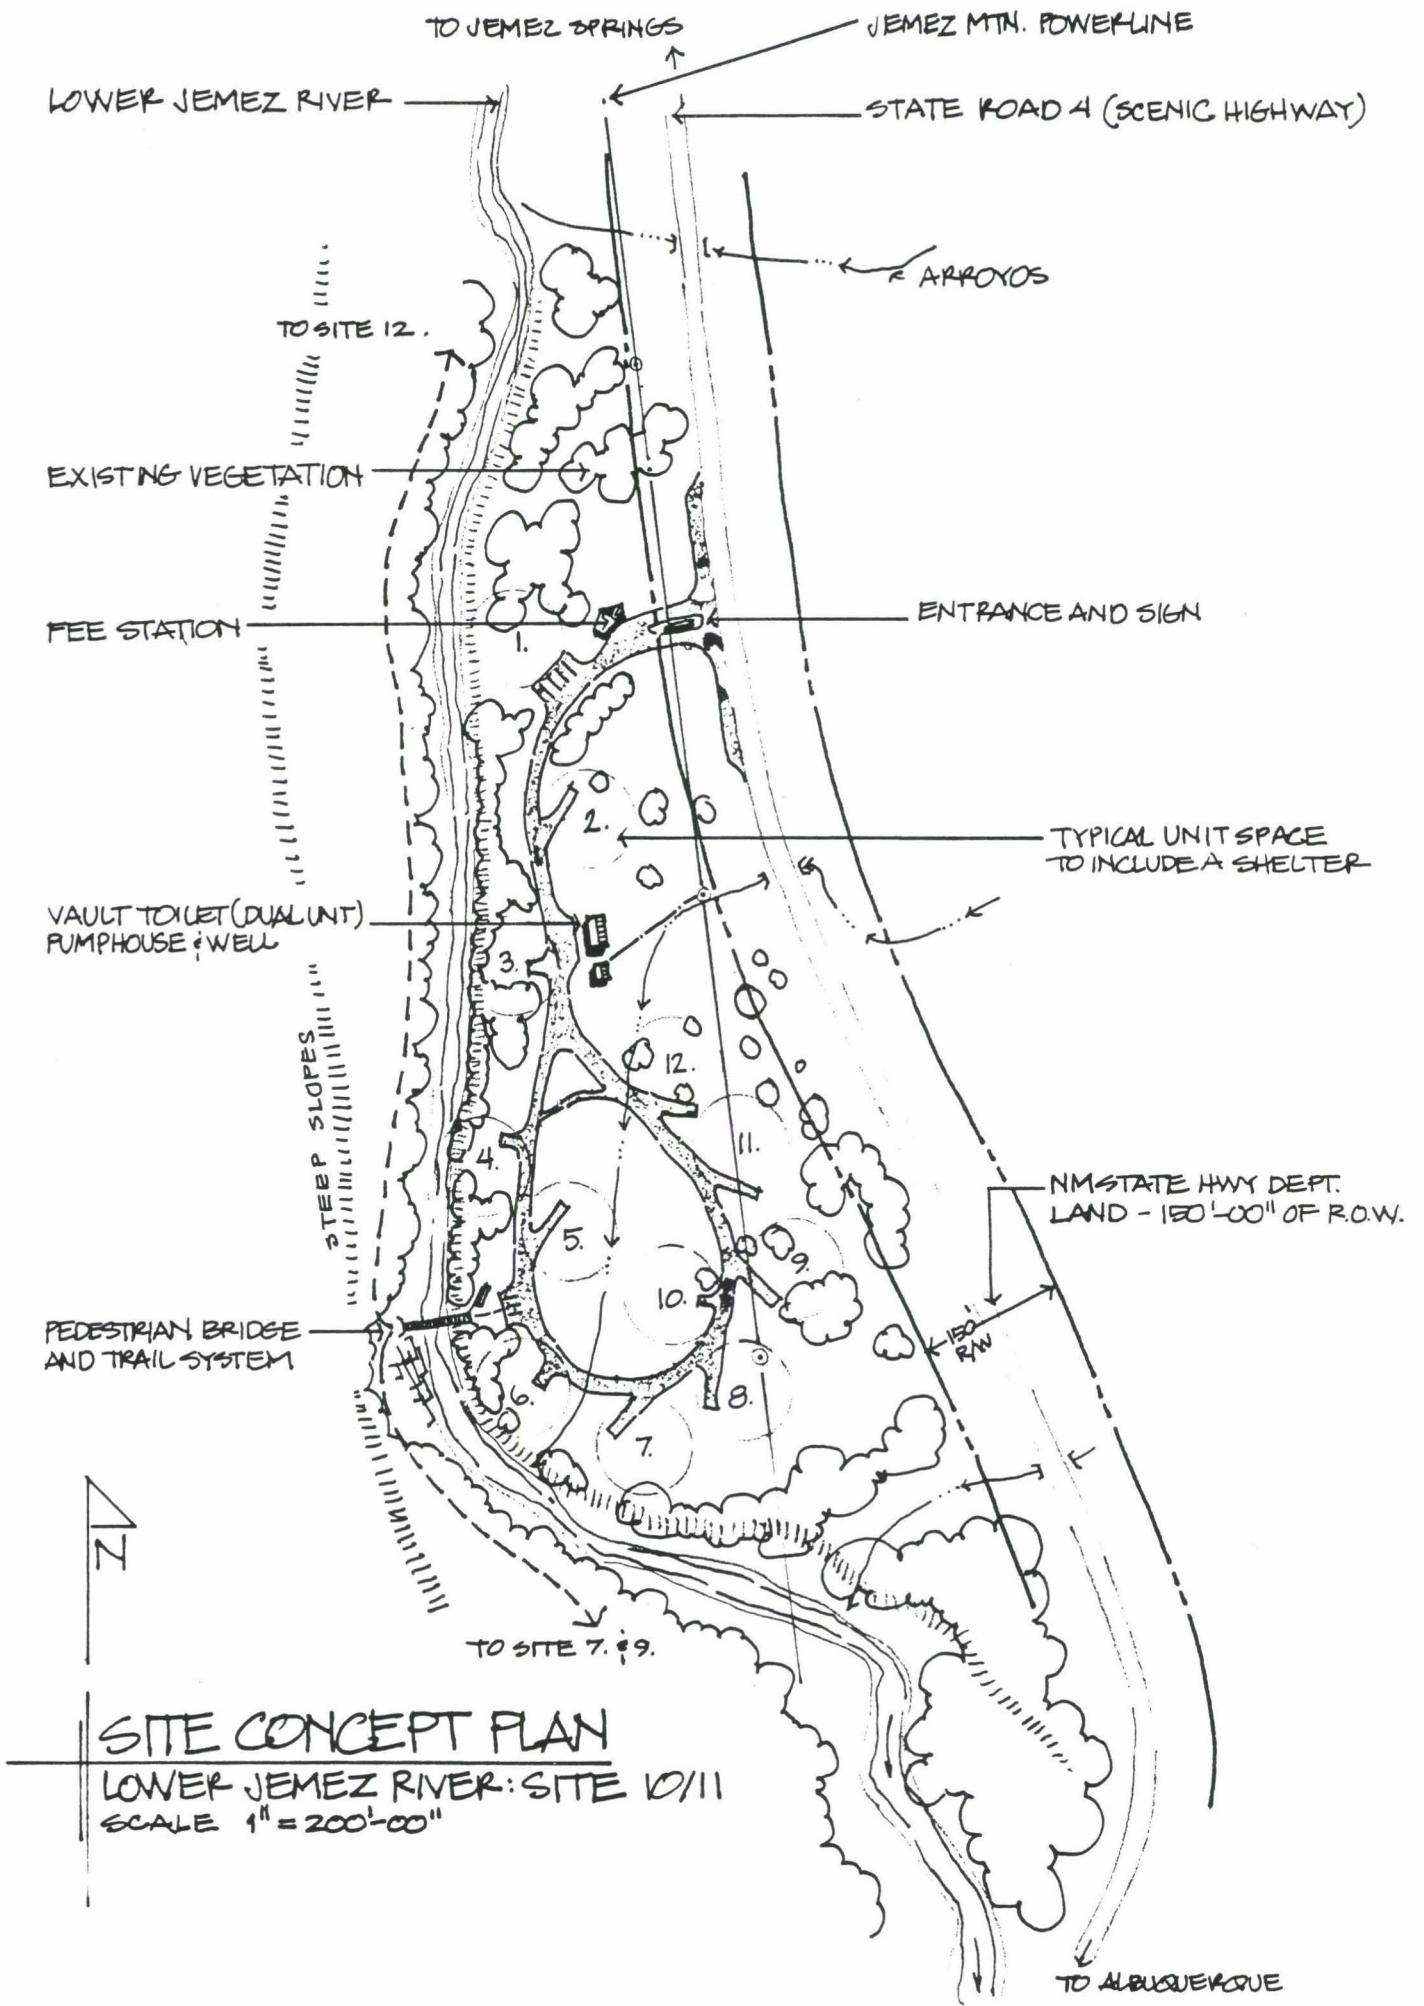 TO JEMEZ SPRINGS
JEMEZ MTN. POWERLINE
LOWER JEMEZ RIVER
STATE ROAD 4 (SCENIC HIGHWAY)
ARROYOS
TO SITE 12.
EXISTING VEGETATION
FEE STATION
ENTRANCE AND SIGN
1.
2.
TYPICAL UNIT SPACE
TO INCLUDE A SHELTER
VAULT TOILET (DUAL UNT)
PUMPHOUSE & WELL
3.
STEEP SLOPES
12.
11.
4.
NM STATE HWY DEPT.
LAND - 150'-00" OF R.O.W.
5.
9.
10.
PEDESTRIAN BRIDGE
AND TRAIL SYSTEM
150'
R/W
6.
8.
7.
N
TO SITE 7. & 9.
SITE CONCEPT PLAN
LOWER JEMEZ RIVER: SITE 10/11
SCALE 1" = 200'-00"
TO ALBUQUERQUE